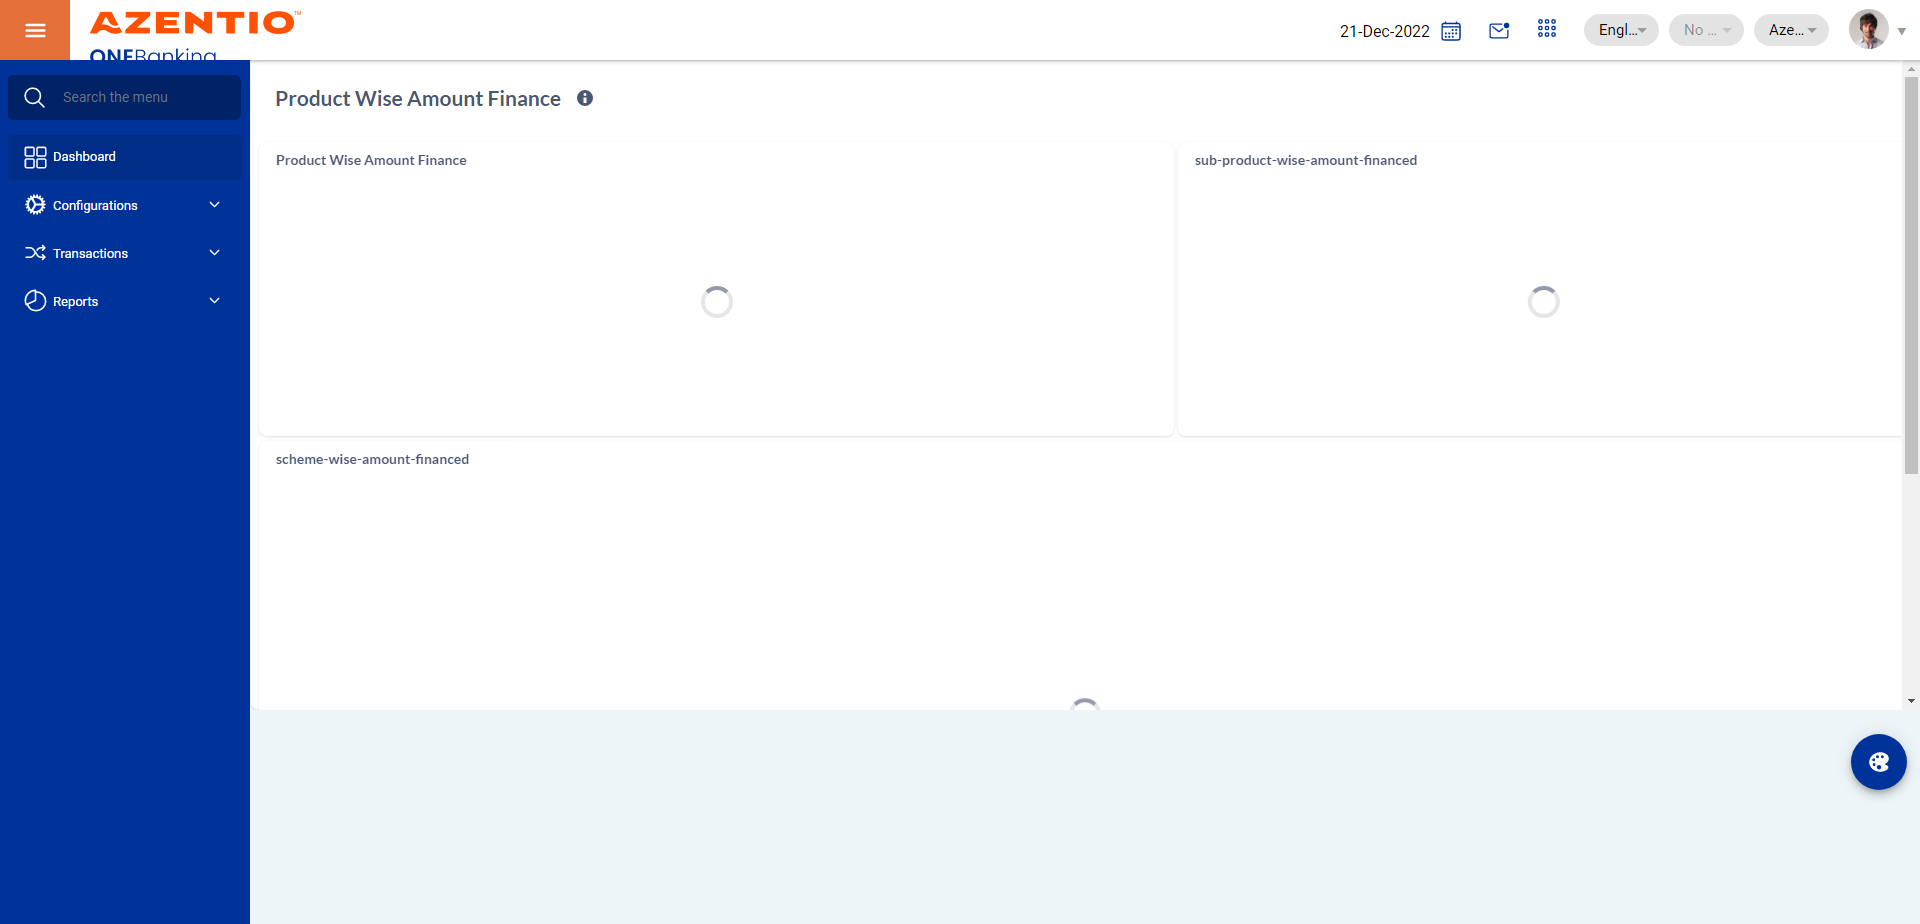 AZENTIO™
ONEBanking
21-Dec-2022
Engl...
No ...
Aze...
Search the menu
Dashboard
Configurations
Transactions
Reports
Product Wise Amount Finance
Product Wise Amount Finance
sub-product-wise-amount-financed
scheme-wise-amount-financed